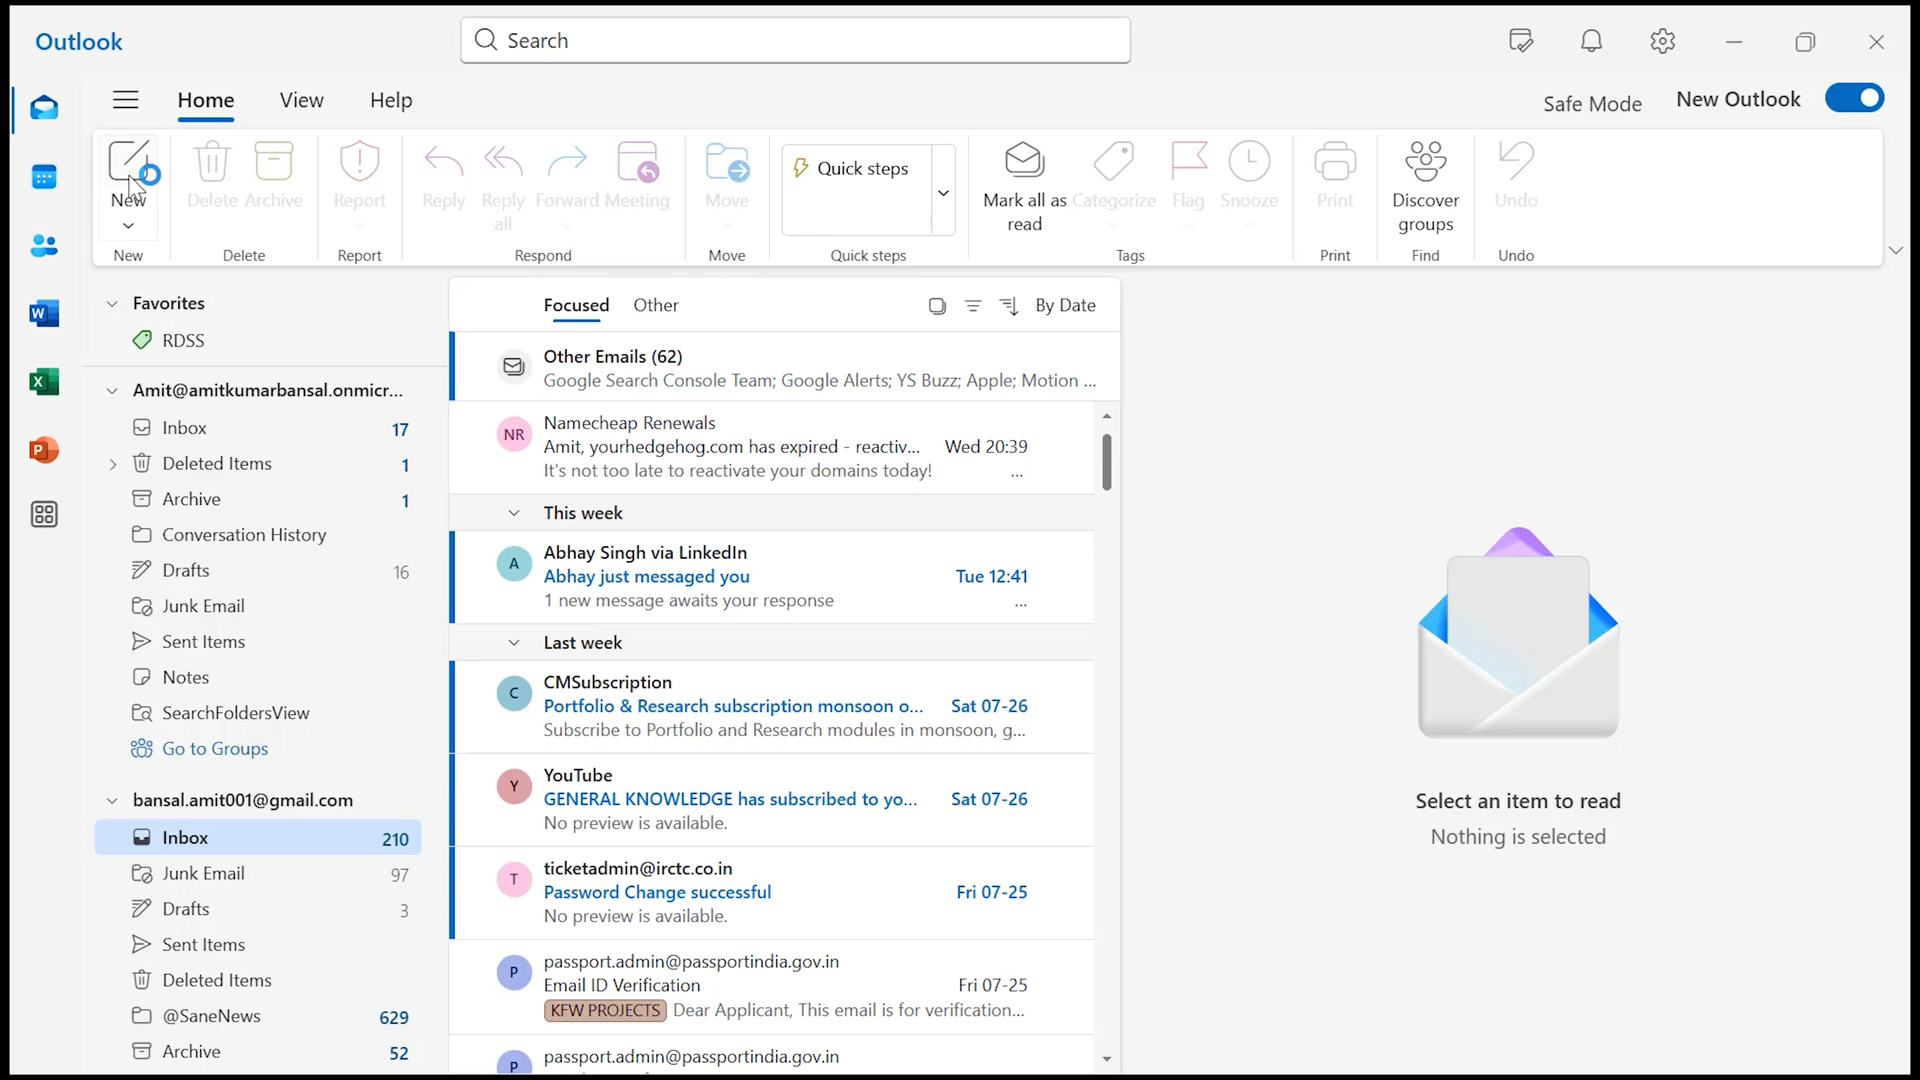 Outlook
Search
Home View Help
Safe Mode New Outlook
New
Delete Archive
Report
Reply Reply all Forward Meeting
Move
Quick steps
Mark all as read Categorize Flag Snooze
Print
Discover groups
Undo
New Delete Report Respond Move Quick steps Tags Print Find Undo
Favorites
RDSS
Amit@amitkumarbansal.onmicr...
Inbox 17
Deleted Items 1
Archive 1
Conversation History
Drafts 16
Junk Email
Sent Items
Notes
SearchFoldersView
Go to Groups
bansal.amit001@gmail.com
Inbox 210
Junk Email 97
Drafts 3
Sent Items
Deleted Items
@SaneNews 629
Archive 52
Focused Other By Date
Other Emails (62)
Google Search Console Team; Google Alerts; YS Buzz; Apple; Motion ...
NR
Namecheap Renewals
Amit, yourhedgehog.com has expired - reactiv... Wed 20:39
It's not too late to reactivate your domains today! ...
This week
A
Abhay Singh via LinkedIn
Abhay just messaged you Tue 12:41
1 new message awaits your response ...
Last week
C
CMSubscription
Portfolio & Research subscription monsoon o... Sat 07-26
Subscribe to Portfolio and Research modules in monsoon, g...
Y
YouTube
GENERAL KNOWLEDGE has subscribed to yo... Sat 07-26
No preview is available.
T
ticketadmin@irctc.co.in
Password Change successful Fri 07-25
No preview is available.
P
passport.admin@passportindia.gov.in
Email ID Verification Fri 07-25
KFW PROJECTS Dear Applicant, This email is for verification...
P
passport.admin@passportindia.gov.in
Select an item to read
Nothing is selected
W
X
P